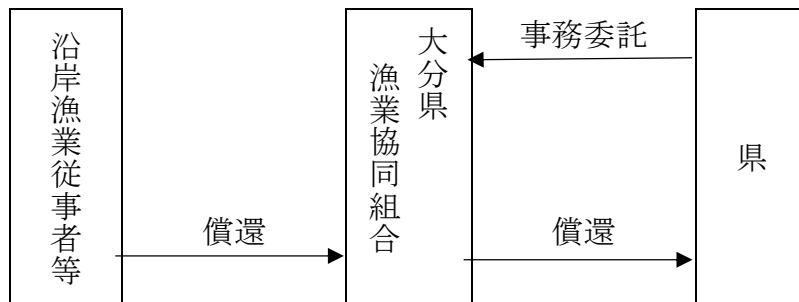 沿岸漁業従事者等
償還
大分県
漁業協同組合
事務委託
償還
県